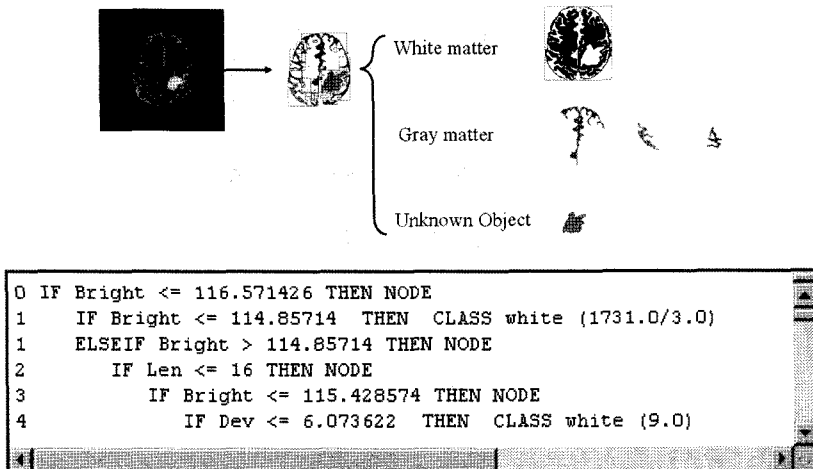 White matter
Gray matter
Unknown Object
0 IF Bright <= 116.571426 THEN NODE
1 IF Bright <= 114.85714 THEN CLASS white (1731.0/3.0)
1 ELSEIF Bright > 114.85714 THEN NODE
2 IF Len <= 16 THEN NODE
3 IF Bright <= 115.428574 THEN NODE
4 IF Dev <= 6.073622 THEN CLASS white (9.0)